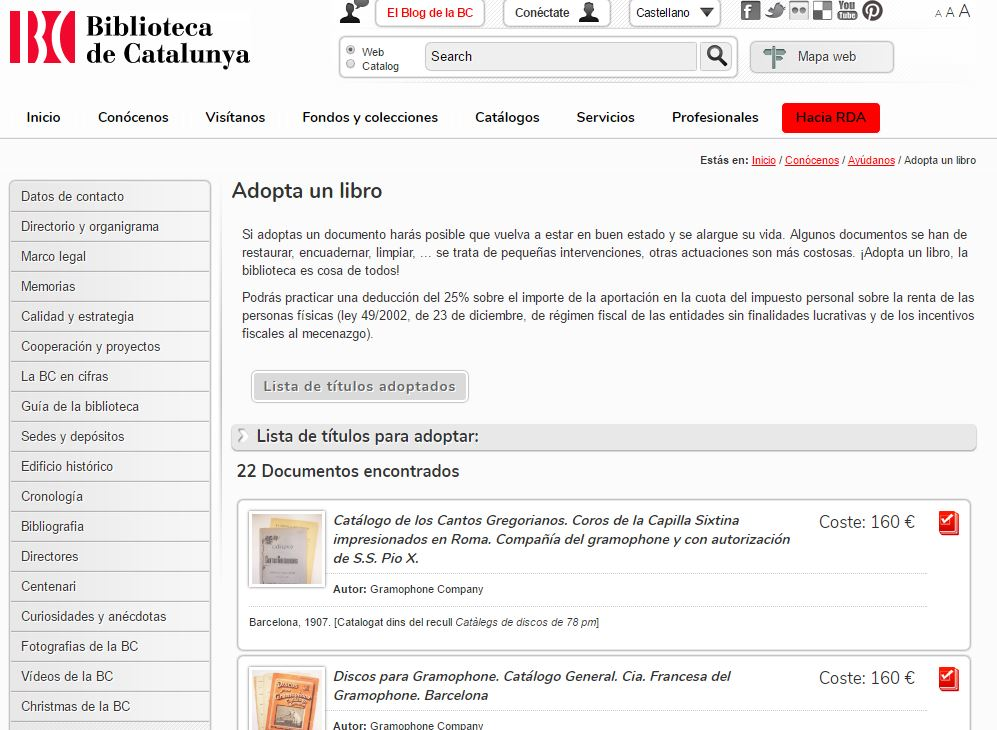 Biblioteca
de Catalunya
El Blog de la BC
Conéctate
Castellano
You
Tube
A A A
Web
Catalog
Search
Mapa web
Inicio
Conócenos
Visítanos
Fondos y colecciones
Catálogos
Servicios
Profesionales
Hacia RDA
Estás en: Inicio / Conócenos / Ayúdanos / Adopta un libro
Datos de contacto
Directorio y organigrama
Marco legal
Memorias
Calidad y estrategia
Cooperación y proyectos
La BC en cifras
Guía de la biblioteca
Sedes y depósitos
Edificio histórico
Cronología
Bibliografia
Directores
Centenari
Curiosidades y anécdotas
Fotografias de la BC
Vídeos de la BC
Christmas de la BC
Adopta un libro
Si adoptas un documento harás posible que vuelva a estar en buen estado y se alargue su vida. Algunos documentos se han de
restaurar, encuadernar, limpiar, ... se trata de pequeñas intervenciones, otras actuaciones son más costosas. ¡Adopta un libro, la
biblioteca es cosa de todos!
Podrás practicar una deducción del 25% sobre el importe de la aportación en la cuota del impuesto personal sobre la renta de las
personas físicas (ley 49/2002, de 23 de diciembre, de régimen fiscal de las entidades sin finalidades lucrativas y de los incentivos
fiscales al mecenazgo).
Lista de títulos adoptados
Lista de títulos para adoptar:
22 Documentos encontrados
Catálogo de los Cantos Gregorianos. Coros de la Capilla Sixtina
impresionados en Roma. Compañía del gramophone y con autorización
de S.S. Pio X.
Coste: 160 €
Autor: Gramophone Company
Barcelona, 1907. [Catalogat dins del recull Catàlegs de discos de 78 pm]
Discos para Gramophone. Catálogo General. Cia. Francesa del
Gramophone. Barcelona
Coste: 160 €
Autor: Gramophone Company